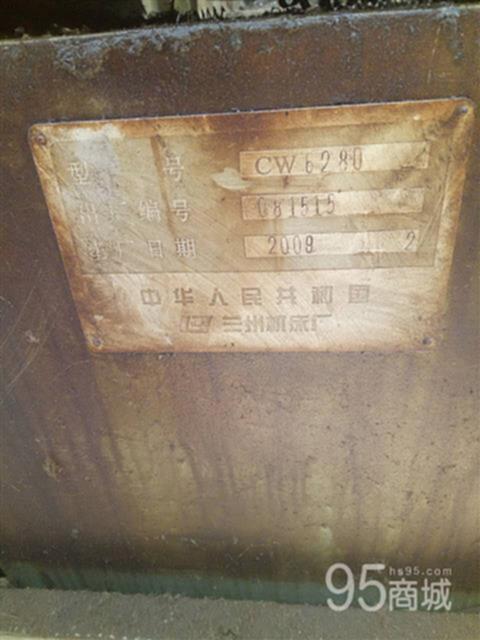 型 号 CW6280
出厂编号 081515
出厂日期 2009 2
中华人民共和国
兰州机床厂
95商城
hs95.com